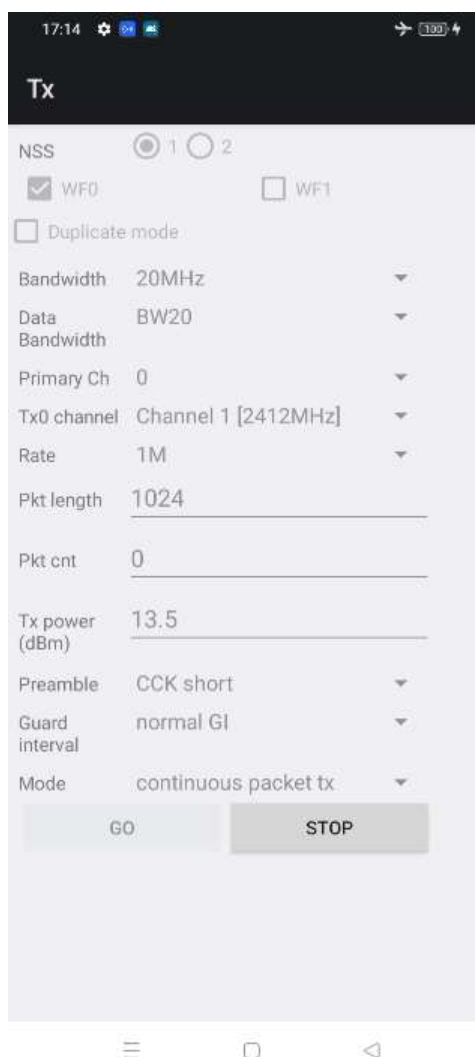 17:14 100
Tx
NSS 1 2
WF0 WF1
Duplicate mode
Bandwidth 20MHz
Data Bandwidth BW20
Primary Ch 0
Tx0 channel Channel 1 [2412MHz]
Rate 1M
Pkt length 1024
Pkt cnt 0
Tx power (dBm) 13.5
Preamble CCK short
Guard interval normal GI
Mode continuous packet tx
GO STOP